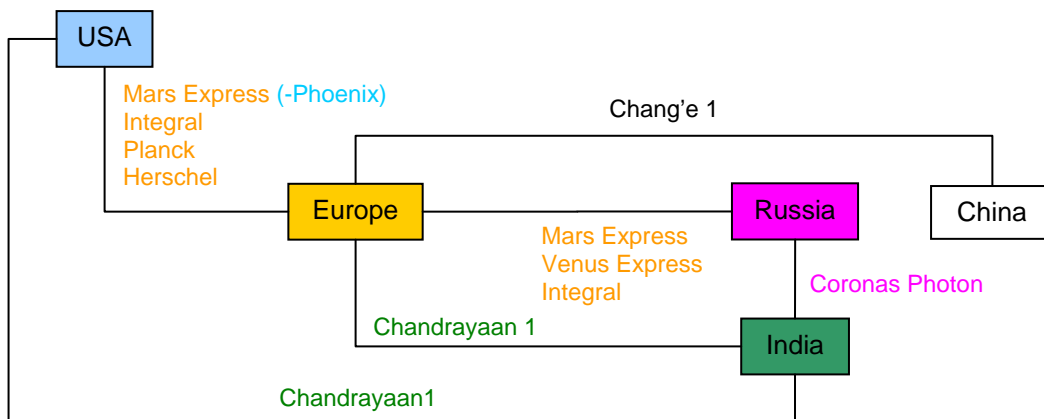 USA
Mars Express (-Phoenix)
Integral
Planck
Herschel
Chang’e 1
Europe
Russia
China
Mars Express
Venus Express
Integral
Coronas Photon
Chandrayaan 1
India
Chandrayaan1